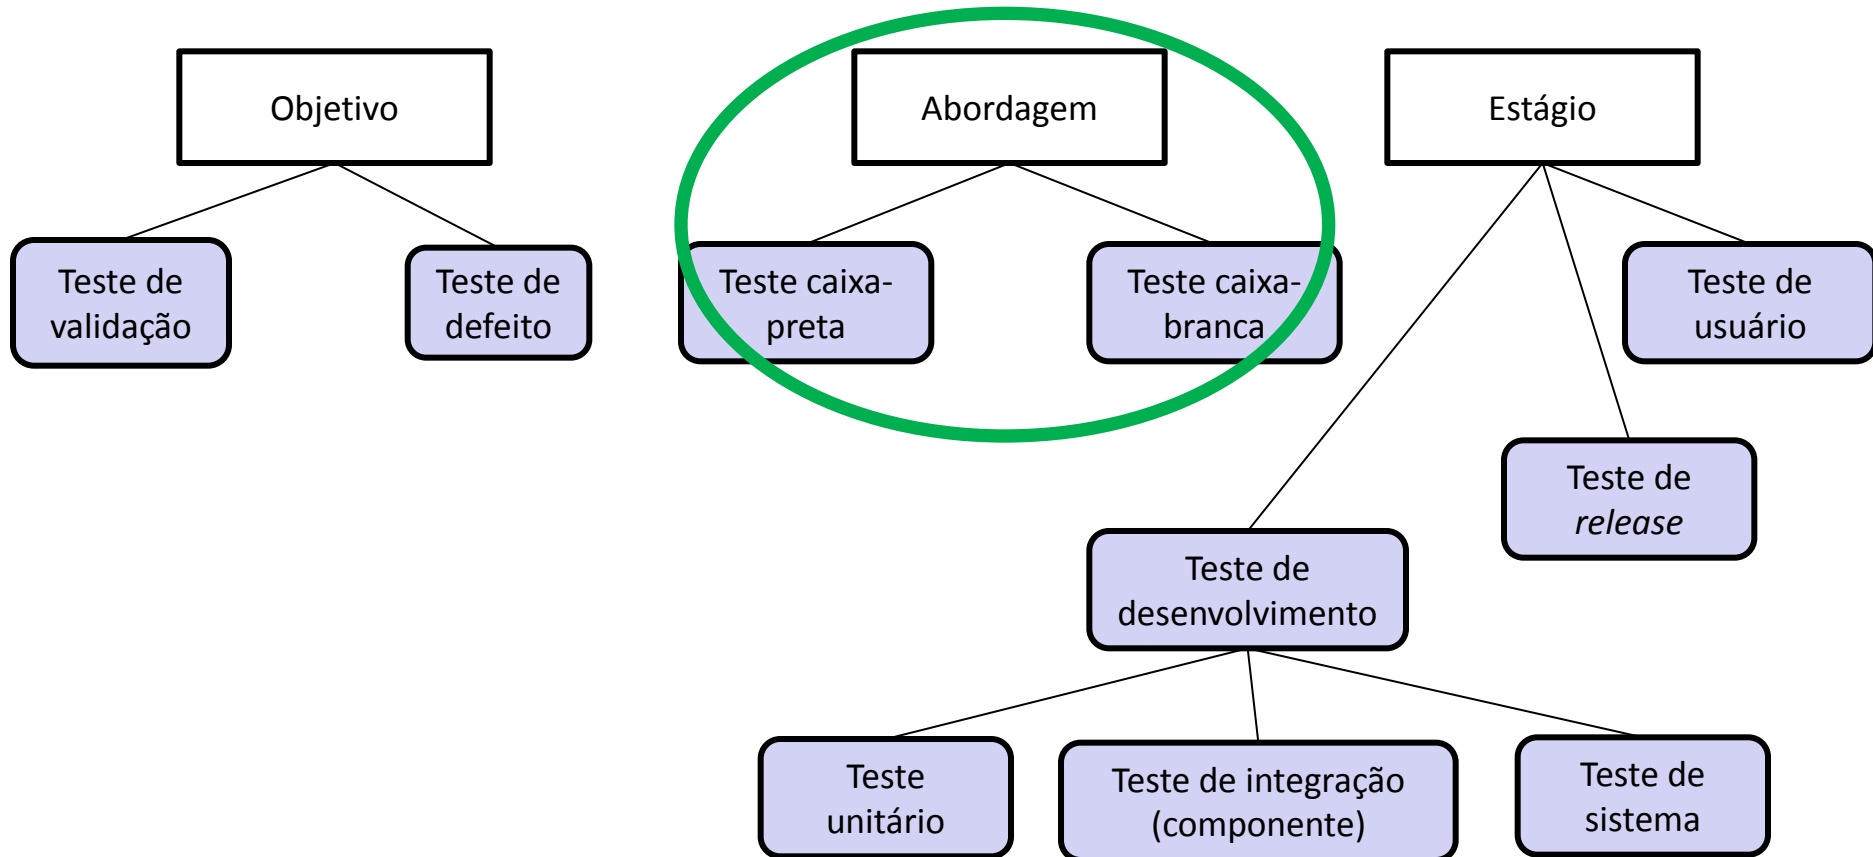 Objetivo
Abordagem
Estágio
Teste de
validação
Teste de
defeito
Teste caixa-
preta
Teste caixa-
branca
Teste de
usuário
Teste de
release
Teste de
desenvolvimento
Teste
unitário
Teste de integração
(componente)
Teste de
sistema